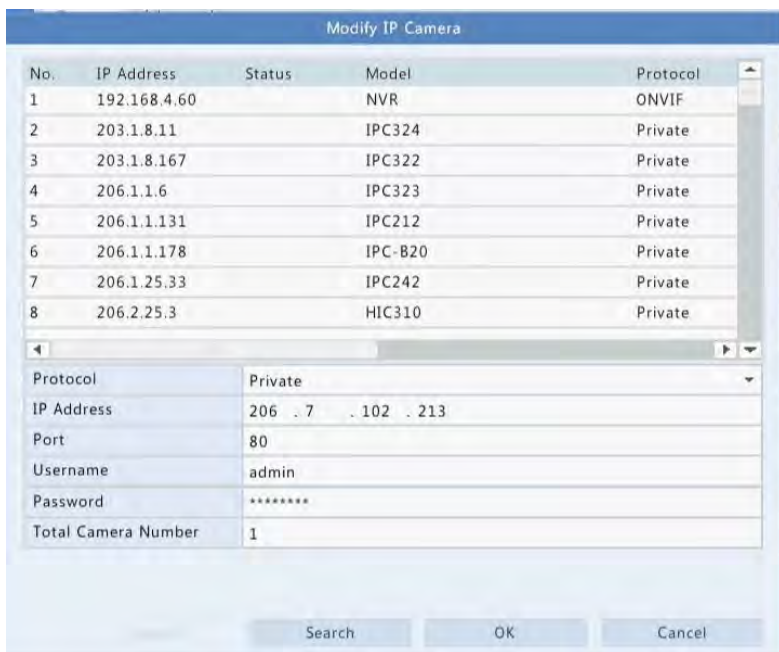 Modify IP Camera
No. IP Address Status Model Protocol
1 192.168.4.60 NVR ONVIF
2 203.1.8.11 IPC324 Private
3 203.1.8.167 IPC322 Private
4 206.1.1.6 IPC323 Private
5 206.1.1.131 IPC212 Private
6 206.1.1.178 IPC-B20 Private
7 206.1.25.33 IPC242 Private
8 206.2.25.3 HIC310 Private
Protocol Private
IP Address 206 . 7 . 102 . 213
Port 80
Username admin
Password ********
Total Camera Number 1
Search OK Cancel